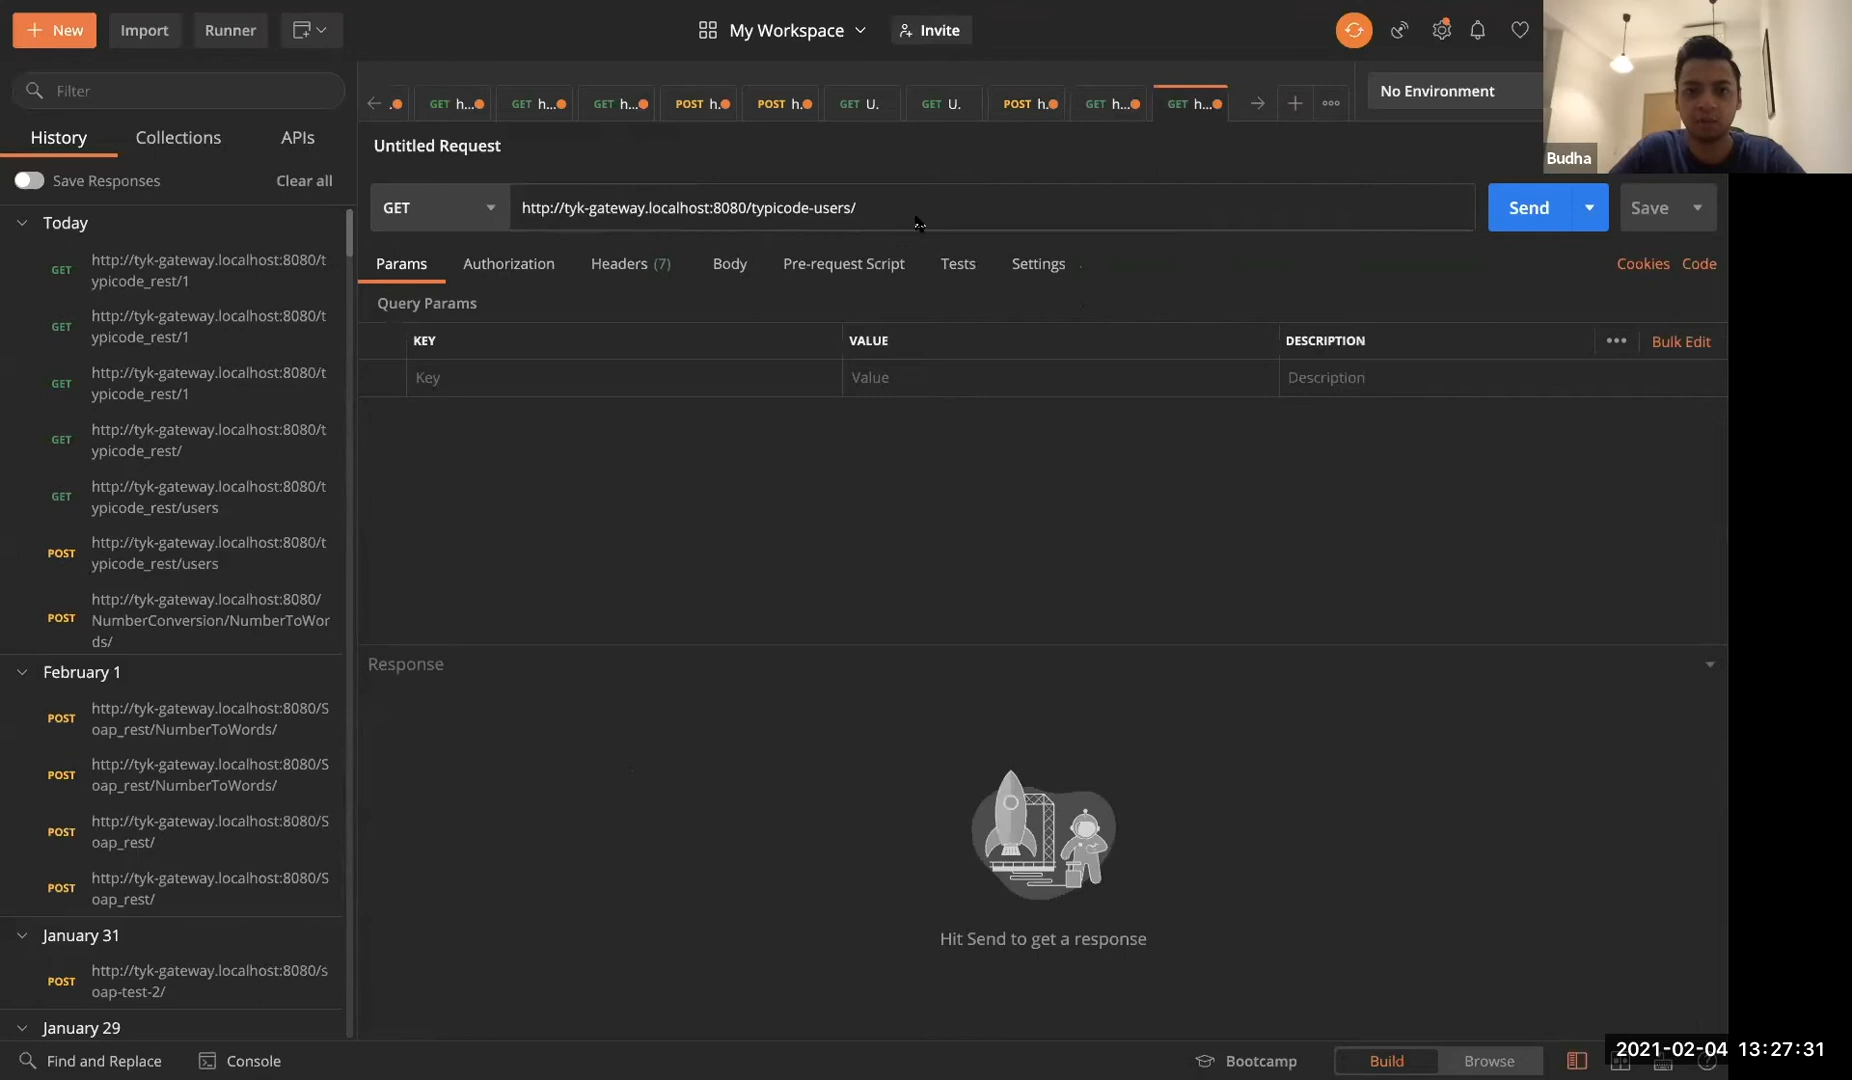 New
Import
Runner
My Workspace
Invite
Filter
No Environment
.
GET h...
GET h...
GET h...
POST h.
POST h.
GET U.
GET U.
POST h.
GET h...
GET h...
Budha
History
Collections
APIs
Untitled Request
Save Responses
Clear all
GET
http://tyk-gateway.localhost:8080/typicode-users/
Send
Save
Today
Params
Authorization
Headers (7)
Body
Pre-request Script
Tests
Settings
Cookies
Code
GET
http://tyk-gateway.localhost:8080/t
ypicode_rest/1
GET
http://tyk-gateway.localhost:8080/t
ypicode_rest/1
GET
http://tyk-gateway.localhost:8080/t
ypicode_rest/1
GET
http://tyk-gateway.localhost:8080/t
ypicode_rest/
GET
http://tyk-gateway.localhost:8080/t
ypicode_rest/users
POST
http://tyk-gateway.localhost:8080/t
ypicode_rest/users
POST
http://tyk-gateway.localhost:8080/
NumberConversion/NumberToWor
ds/
February 1
POST
http://tyk-gateway.localhost:8080/S
oap_rest/NumberToWords/
POST
http://tyk-gateway.localhost:8080/S
oap_rest/NumberToWords/
POST
http://tyk-gateway.localhost:8080/S
oap_rest/
POST
http://tyk-gateway.localhost:8080/S
oap_rest/
January 31
POST
http://tyk-gateway.localhost:8080/s
oap-test-2/
January 29
Query Params
KEY
VALUE
DESCRIPTION
Bulk Edit
Key
Value
Description
Response
Hit Send to get a response
Find and Replace
Console
Bootcamp
Build
Browse
2021-02-04 13:27:31